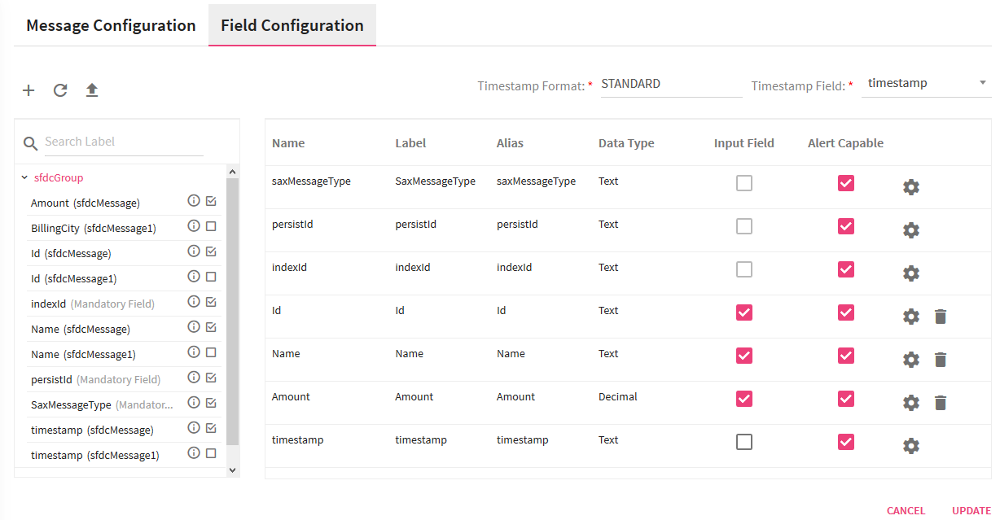 Message Configuration Field Configuration
Timestamp Format: * STANDARD Timestamp Field: * timestamp
Search Label
sfdcGroup
Amount (sfdcMessage)
BillingCity (sfdcMessage1)
Id (sfdcMessage)
Id (sfdcMessage1)
indexId (Mandatory Field)
Name (sfdcMessage)
Name (sfdcMessage1)
persistId (Mandatory Field)
SaxMessageType (Mandator...
timestamp (sfdcMessage)
timestamp (sfdcMessage1)
Name Label Alias Data Type Input Field Alert Capable
saxMessageType SaxMessageType saxMessageType Text
persistId persistId persistId Text
indexId indexId indexId Text
Id Id Id Text
Name Name Name Text
Amount Amount Amount Decimal
timestamp timestamp timestamp Text
CANCEL UPDATE